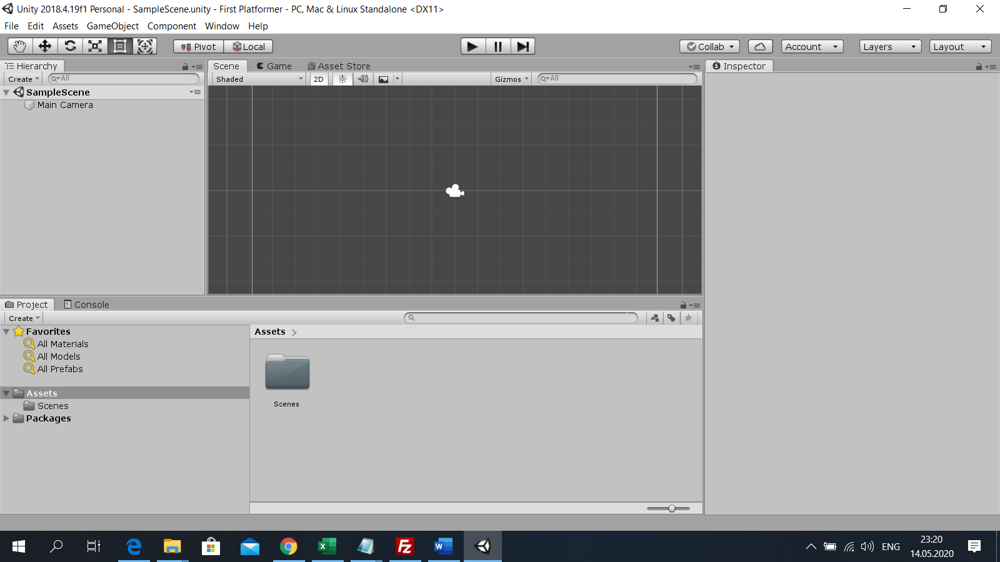 Unity 2018.4.19f1 Personal - SampleScene.unity - First Platformer - PC, Mac & Linux Standalone <DX11>
File Edit Assets GameObject Component Window Help
Pivot Local Collab Account Layers Layout
Hierarchy
Create All
SampleScene
Main Camera
Scene Game Asset Store
Shaded 2D Gizmos All
Inspector
Project Console
Create
Favorites
All Materials
All Models
All Prefabs
Assets
Scenes
Packages
Assets
Scenes
ENG
23:20
14.05.2020